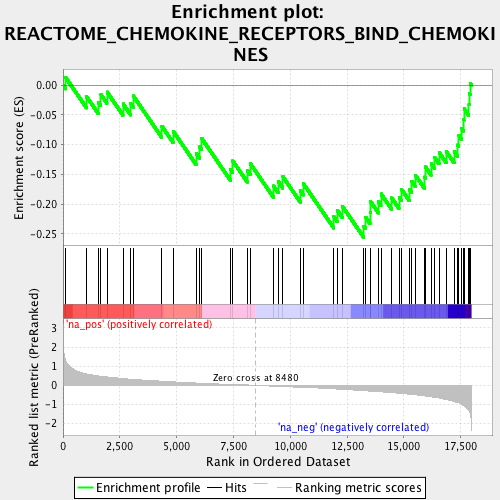 Enrichment plot:
REACTOME_CHEMOKINE_RECEPTORS_BIND_CHEMOKI
NES
Enrichment score (ES)
0.00
-0.05
-0.10
-0.15
-0.20
-0.25
'na_pos' (positively correlated)
Ranked list metric (PreRanked)
3
2
1
0
-1
-2
Zero cross at 8480
'na_neg' (negatively correlated)
0
2,500
5,000
7,500
10,000
12,500
15,000
17,500
Rank in Ordered Dataset
Enrichment profile
Hits
Ranking metric scores